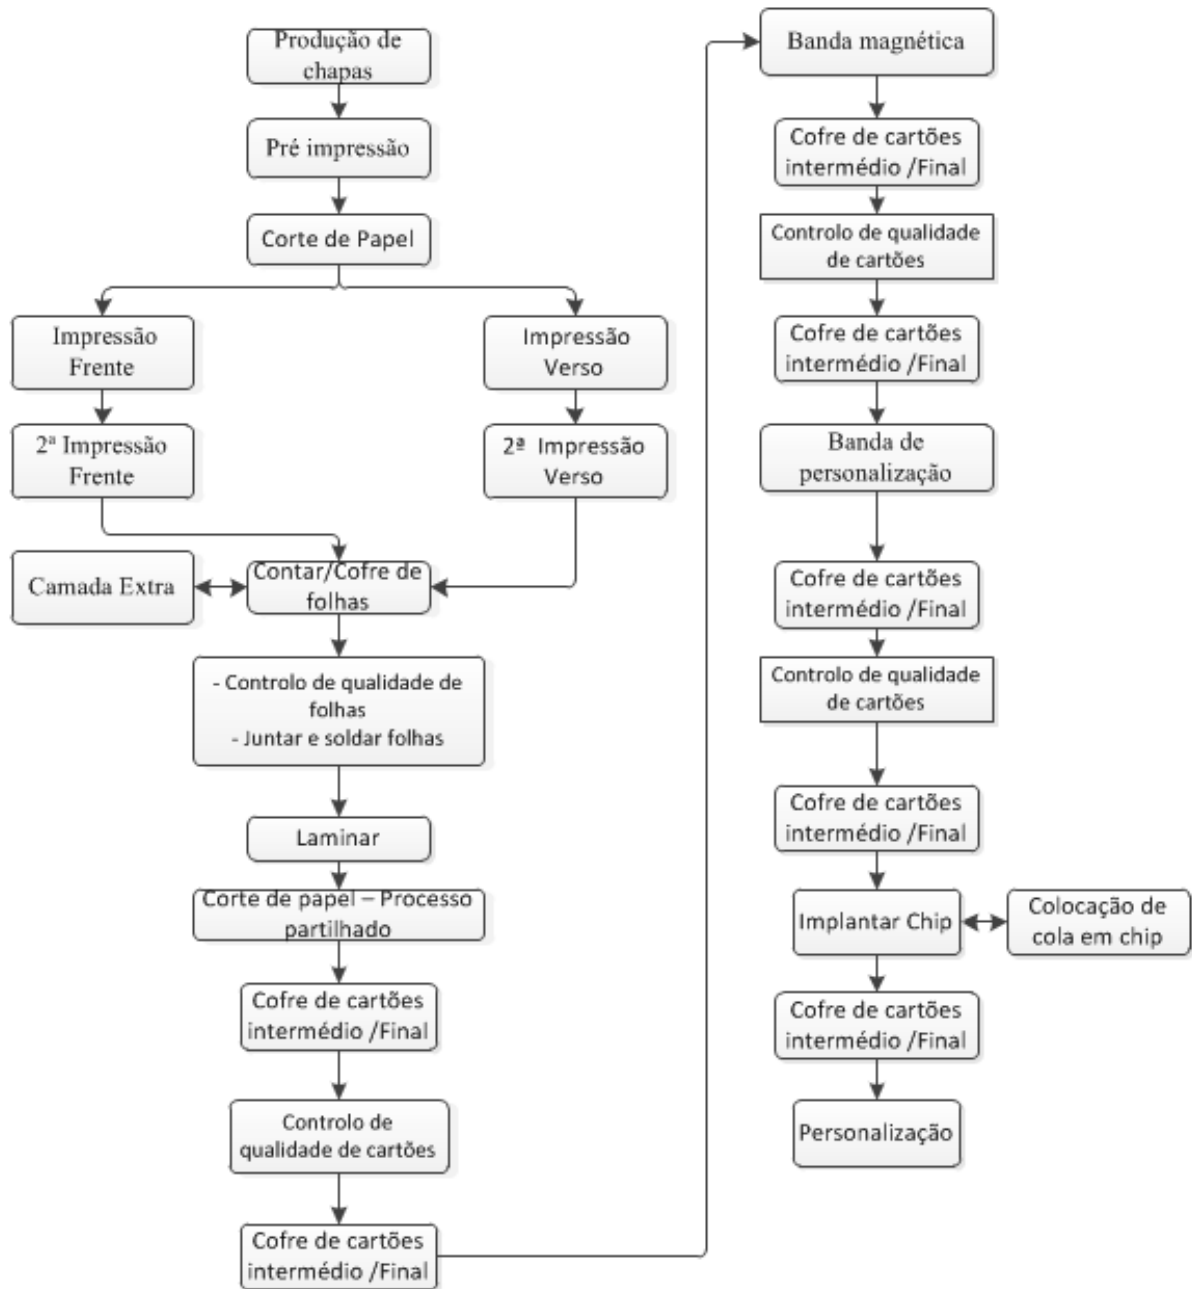 Produção de
chapas
Pré impressão
Corte de Papel
Impressão
Frente
Impressão
Verso
2ª Impressão
Frente
2ª Impressão
Verso
Camada Extra
Contar/Cofre de
folhas
- Controlo de qualidade de
folhas
- Juntar e soldar folhas
Laminar
Corte de papel – Processo
partilhado
Cofre de cartões
intermédio /Final
Controlo de
qualidade de cartões
Cofre de cartões
intermédio /Final
Banda magnética
Cofre de cartões
intermédio /Final
Controlo de qualidade
de cartões
Cofre de cartões
intermédio /Final
Banda de
personalização
Cofre de cartões
intermédio /Final
Controlo de qualidade
de cartões
Cofre de cartões
intermédio /Final
Implantar Chip
Colocação de
cola em chip
Cofre de cartões
intermédio /Final
Personalização